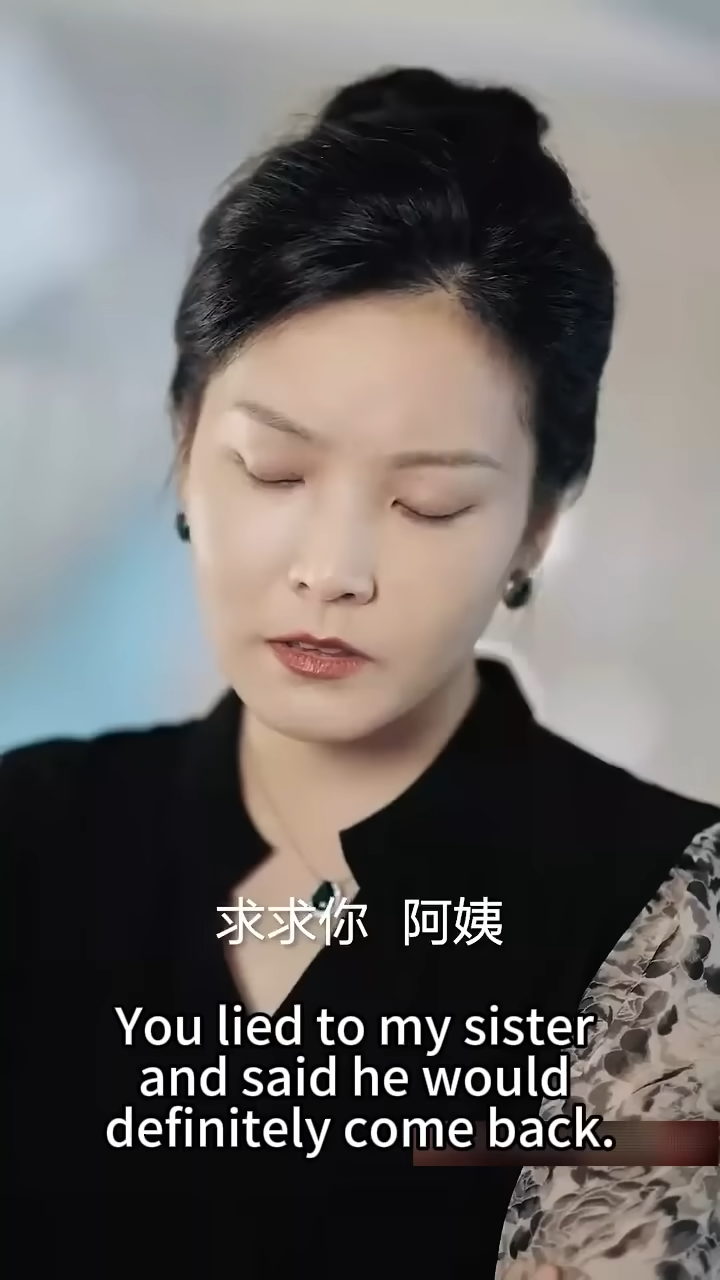 求求你 阿姨
You lied to my sister
and said he would
definitely come back.